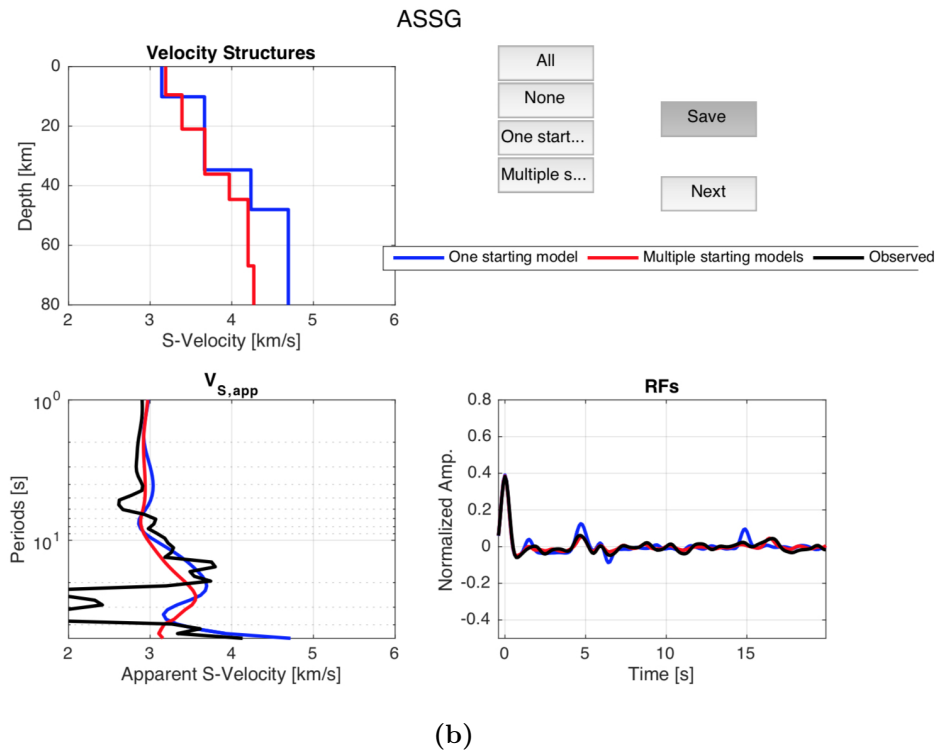 ASSG
Velocity Structures
0
20
40
60
80
Depth [km]
2 3 4 5 6
S-Velocity [km/s]
All
None
One start...
Multiple s...
Save
Next
One starting model Multiple starting models Observed
V_S,app
10^0
10^1
Periods [s]
2 3 4 5 6
Apparent S-Velocity [km/s]
RFs
0.8
0.6
0.4
0.2
0
-0.2
-0.4
Normalized Amp.
0 5 10 15
Time [s]
(b)